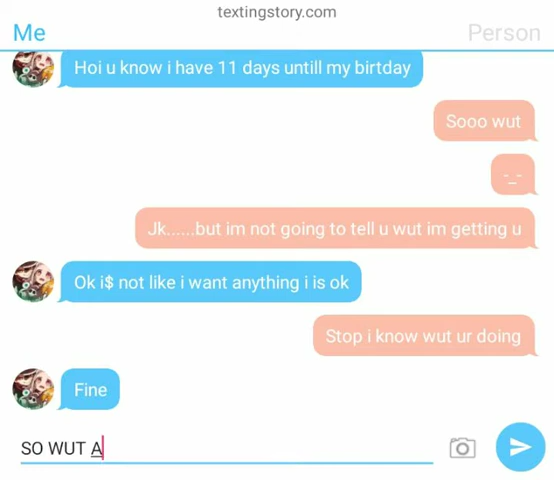 textingstory.com
Me
Person
Hoi u know i have 11 days untill my birtday
Sooo wut
-_-
Jk......but im not going to tell u wut im getting u
Ok i$ not like i want anything i is ok
Stop i know wut ur doing
Fine
SO WUT A